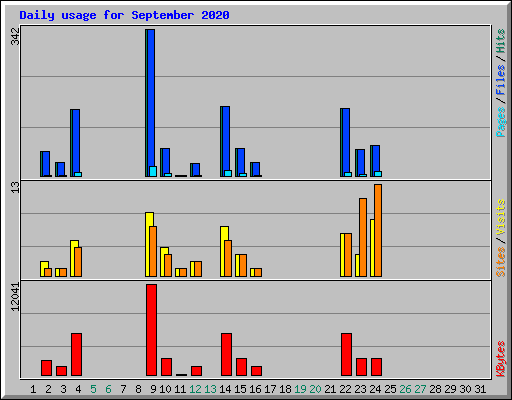 Daily usage for September 2020
342
13
12041
Pages / Files / Hits
Sites / Visits
KBytes
1 2 3 4 5 6 7 8 9 10 11 12 13 14 15 16 17 18 19 20 21 22 23 24 25 26 27 28 29 30 31